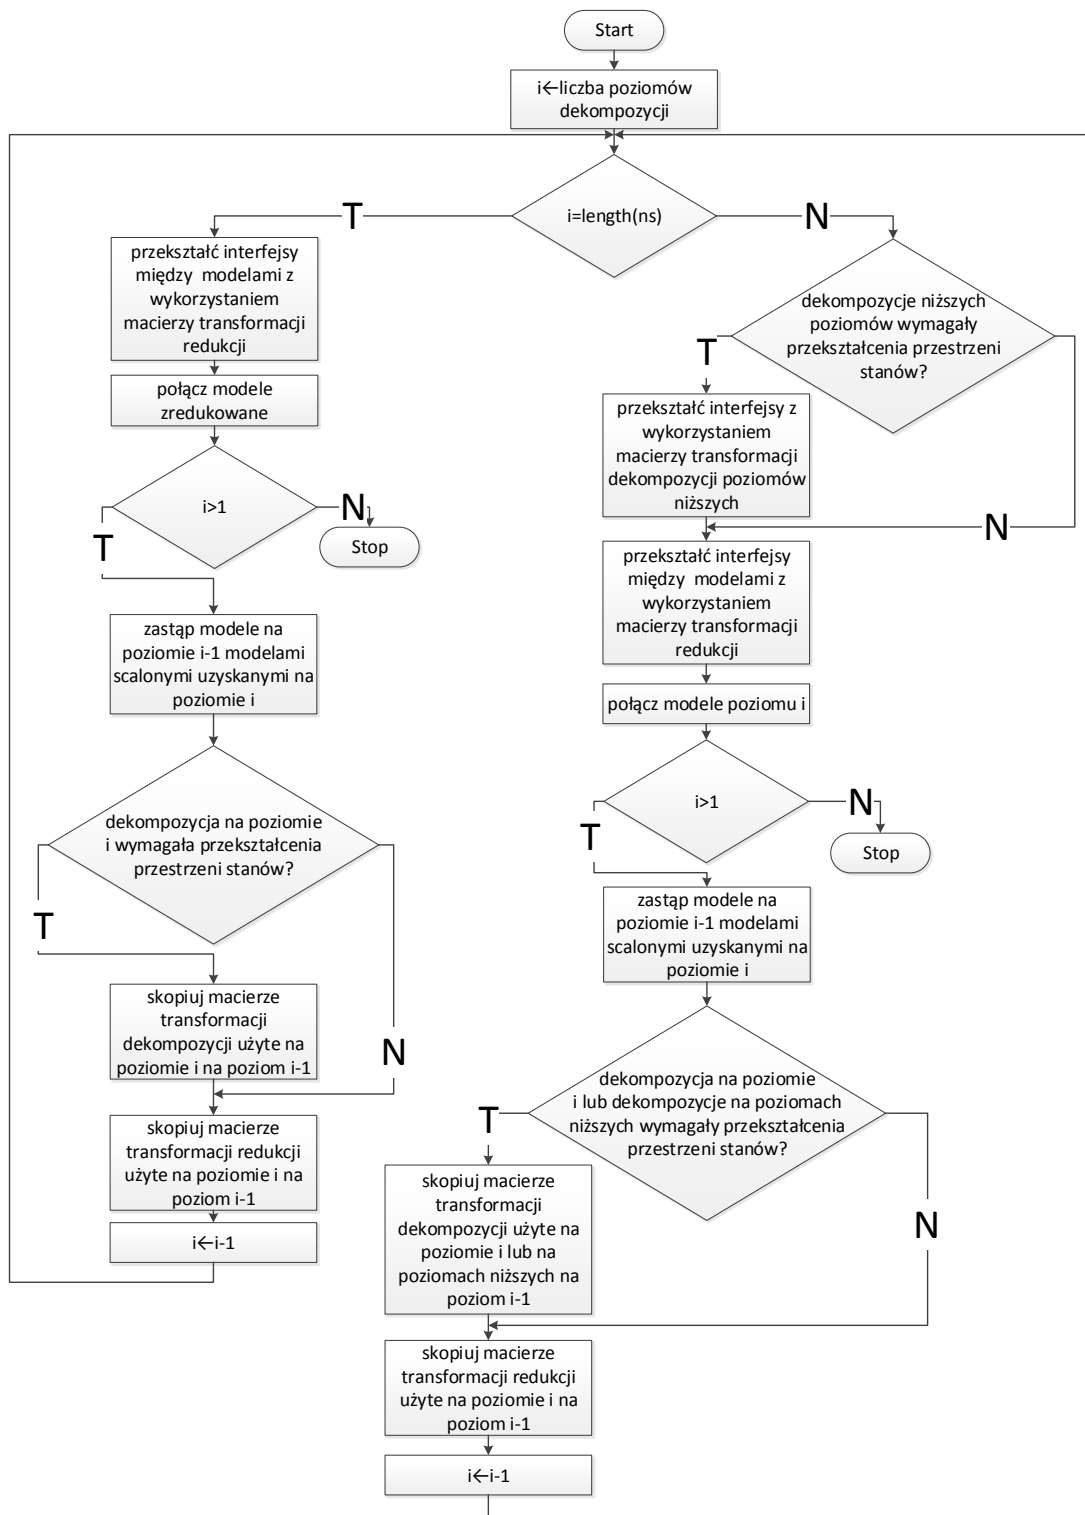 Start
i←liczba poziomów
dekompozycji
i=length(ns)
T
N
przekształć interfejsy
między modelami z
wykorzystaniem
macierzy transformacji
redukcji
połącz modele
zredukowane
i>1
N
Stop
T
zastąp modele na
poziomie i-1 modelami
scalonymi uzyskanymi na
poziomie i
dekompozycja na poziomie
i wymagała przekształcenia
przestrzeni stanów?
T
N
skopiuj macierze
transformacji
dekompozycji użyte na
poziomie i na poziom i-1
skopiuj macierze
transformacji redukcji
użyte na poziomie i na
poziom i-1
i←i-1
dekompozycje niższych
poziomów wymagały
przekształcenia przestrzeni
stanów?
T
N
przekształć interfejsy z
wykorzystaniem
macierzy transformacji
dekompozycji poziomów
niższych
przekształć interfejsy
między modelami z
wykorzystaniem
macierzy transformacji
redukcji
połącz modele poziomu i
i>1
N
Stop
T
zastąp modele na
poziomie i-1 modelami
scalonymi uzyskanymi na
poziomie i
dekompozycja na poziomie
i lub dekompozycje na poziomach
niższych wymagały przekształcenia
przestrzeni stanów?
T
N
skopiuj macierze
transformacji
dekompozycji użyte na
poziomie i lub na
poziomach niższych na
poziom i-1
skopiuj macierze
transformacji redukcji
użyte na poziomie i na
poziom i-1
i←i-1